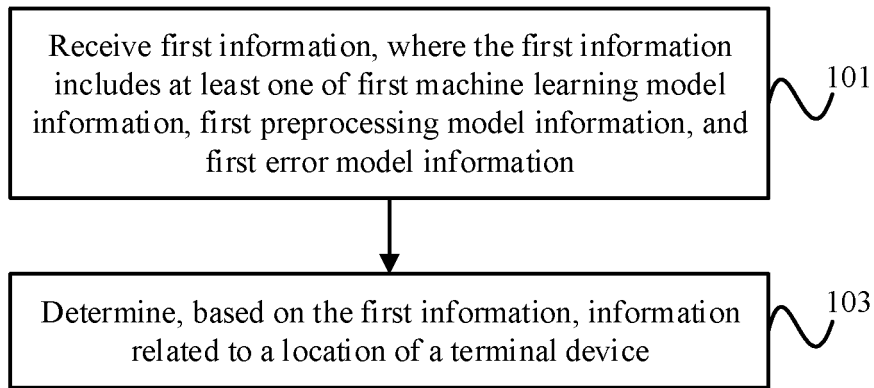 Receive first information, where the first information
includes at least one of first machine learning model
information, first preprocessing model information, and
first error model information
101
Determine, based on the first information, information
related to a location of a terminal device
103